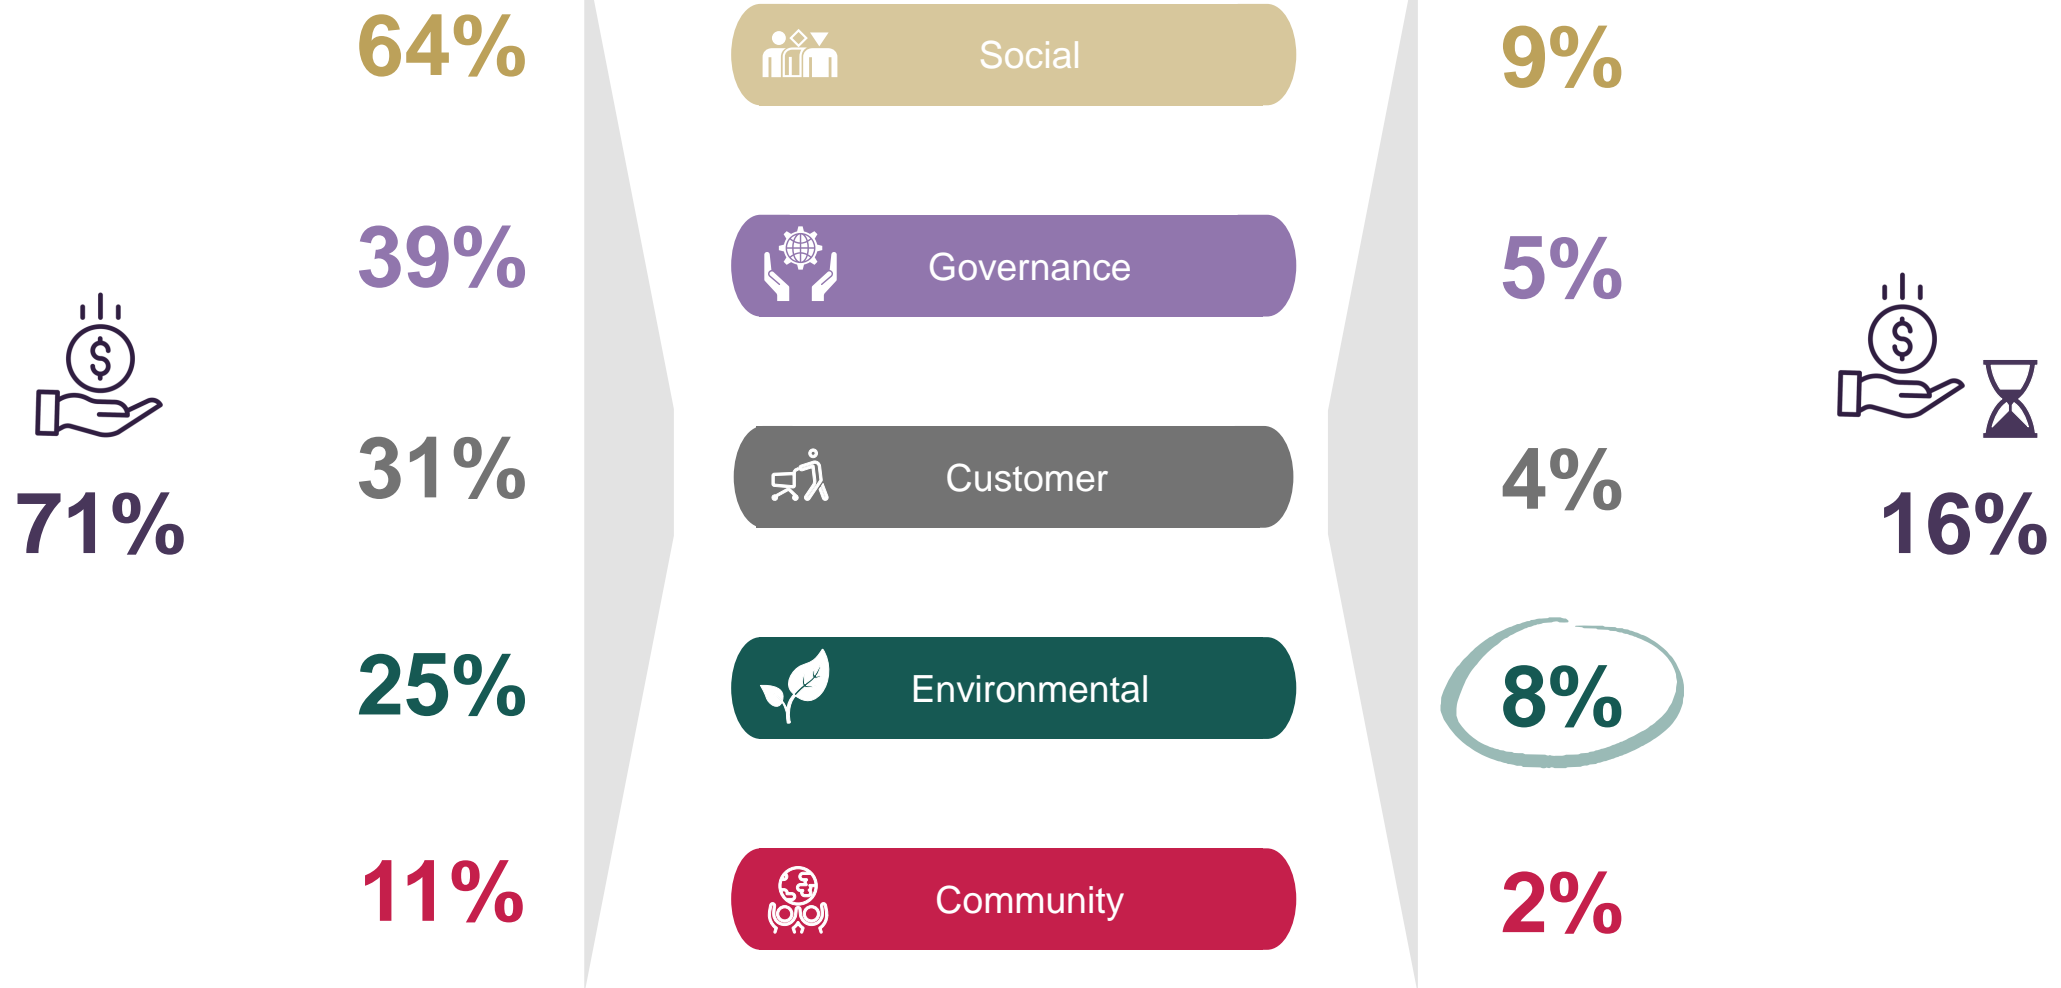 64% Social 9%
39% Governance 5%
31% Customer 4%
71% 16%
25% Environmental 8%
11% Community 2%